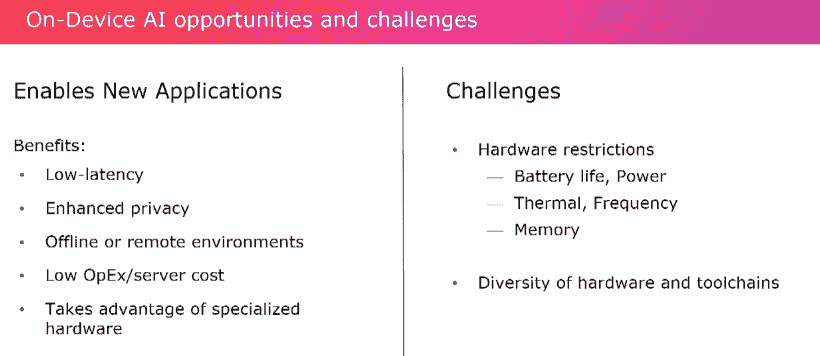 On-Device AI opportunities and challenges
Enables New Applications
Benefits:
• Low-latency
• Enhanced privacy
• Offline or remote environments
• Low OpEx/server cost
• Takes advantage of specialized
hardware
Challenges
• Hardware restrictions
— Battery life, Power
— Thermal, Frequency
— Memory
• Diversity of hardware and toolchains